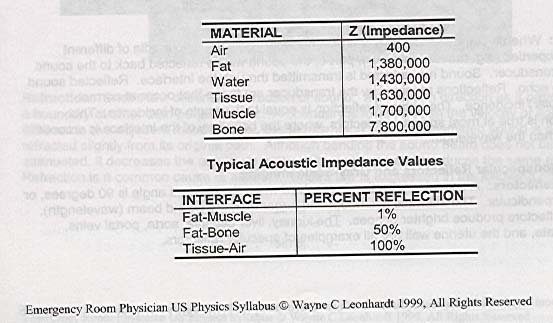 MATERIAL Z (Impedance)
Air 400
Fat 1,380,000
Water 1,430,000
Tissue 1,630,000
Muscle 1,700,000
Bone 7,800,000
Typical Acoustic Impedance Values
INTERFACE PERCENT REFLECTION
Fat-Muscle 1%
Fat-Bone 50%
Tissue-Air 100%
Emergency Room Physician US Physics Syllabus © Wayne C Leonhardt 1999, All Rights Reserved